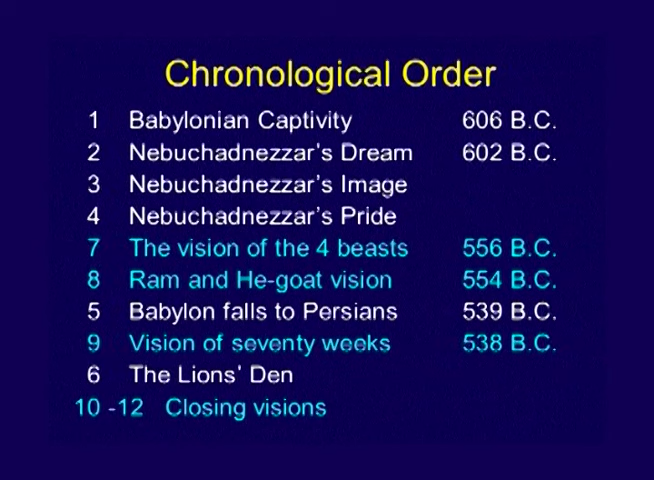 Chronological Order
1 Babylonian Captivity 606 B.C.
2 Nebuchadnezzar's Dream 602 B.C.
3 Nebuchadnezzar's Image
4 Nebuchadnezzar's Pride
7 The vision of the 4 beasts 556 B.C.
8 Ram and He-goat vision 554 B.C.
5 Babylon falls to Persians 539 B.C.
9 Vision of seventy weeks 538 B.C.
6 The Lions' Den
10 -12 Closing visions